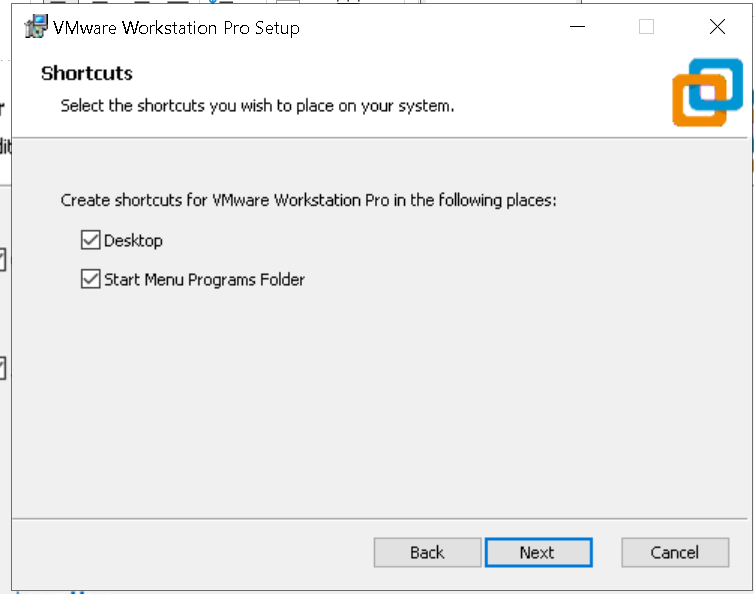 VMware Workstation Pro Setup
Shortcuts
Select the shortcuts you wish to place on your system.
Create shortcuts for VMware Workstation Pro in the following places:
Desktop
Start Menu Programs Folder
Back
Next
Cancel